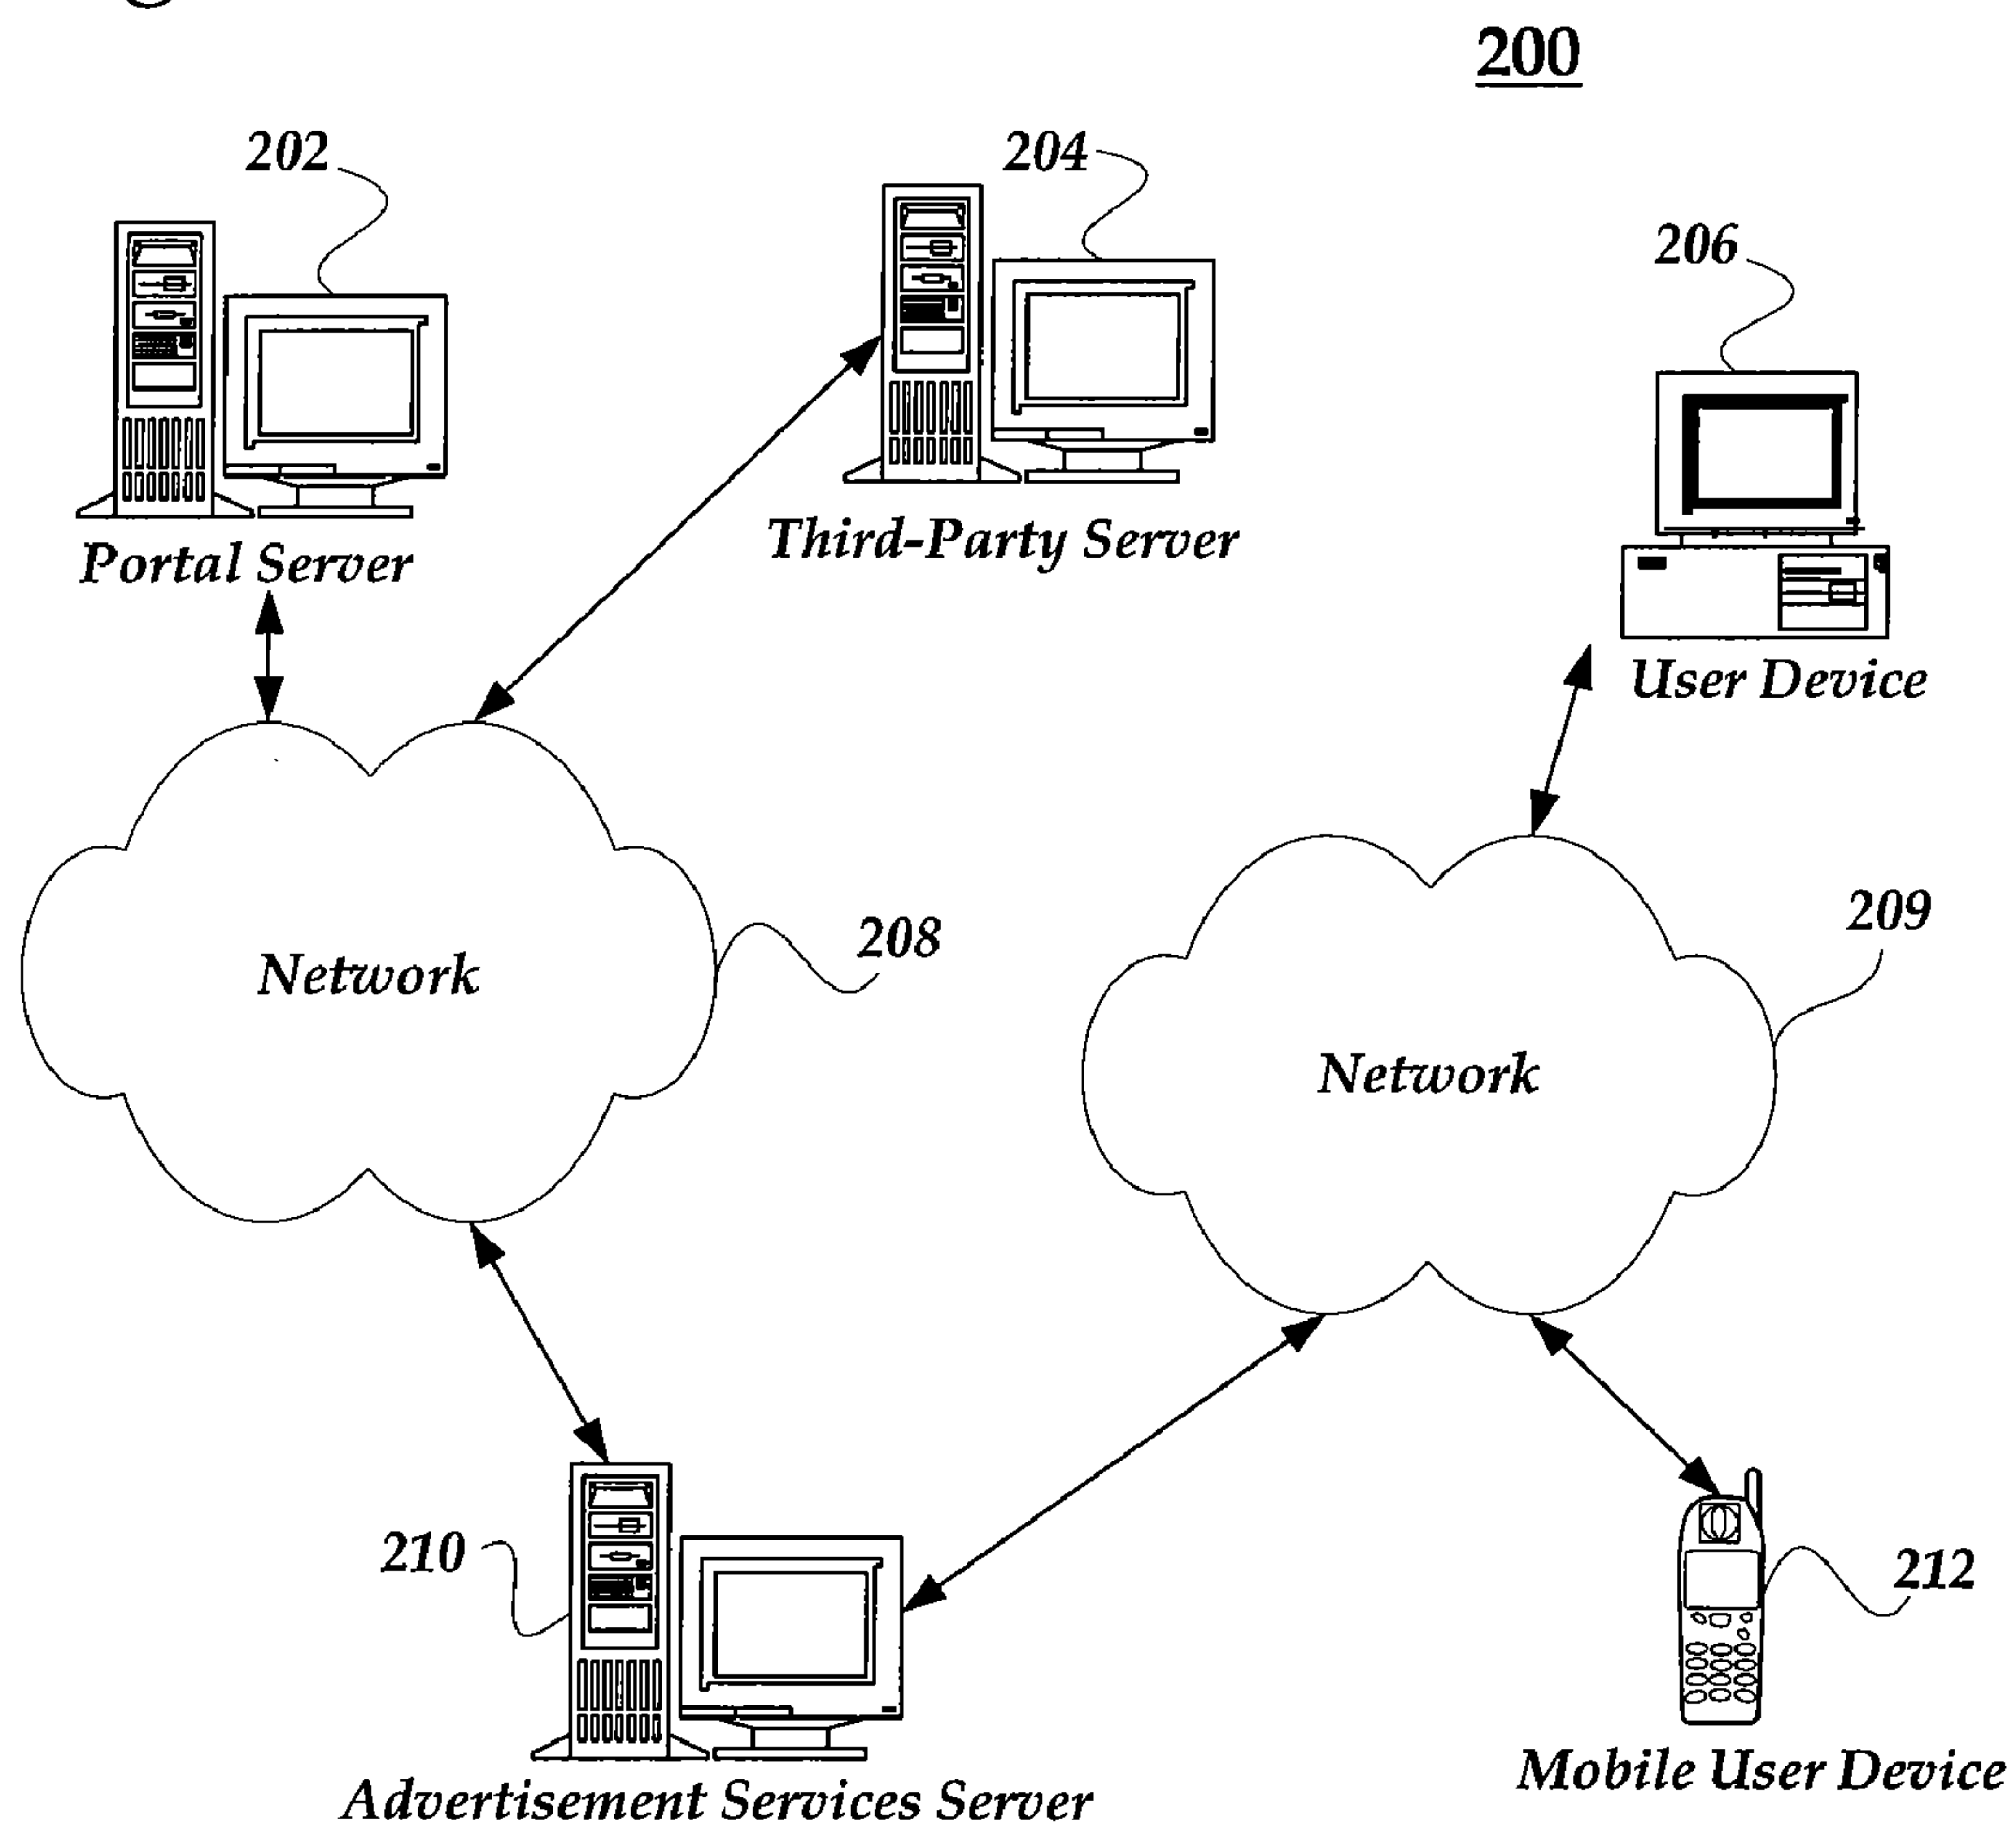 200
202
204
206
Portal Server
Third-Party Server
User Device
208
209
Network
Network
210
212
Advertisement Services Server
Mobile User Device